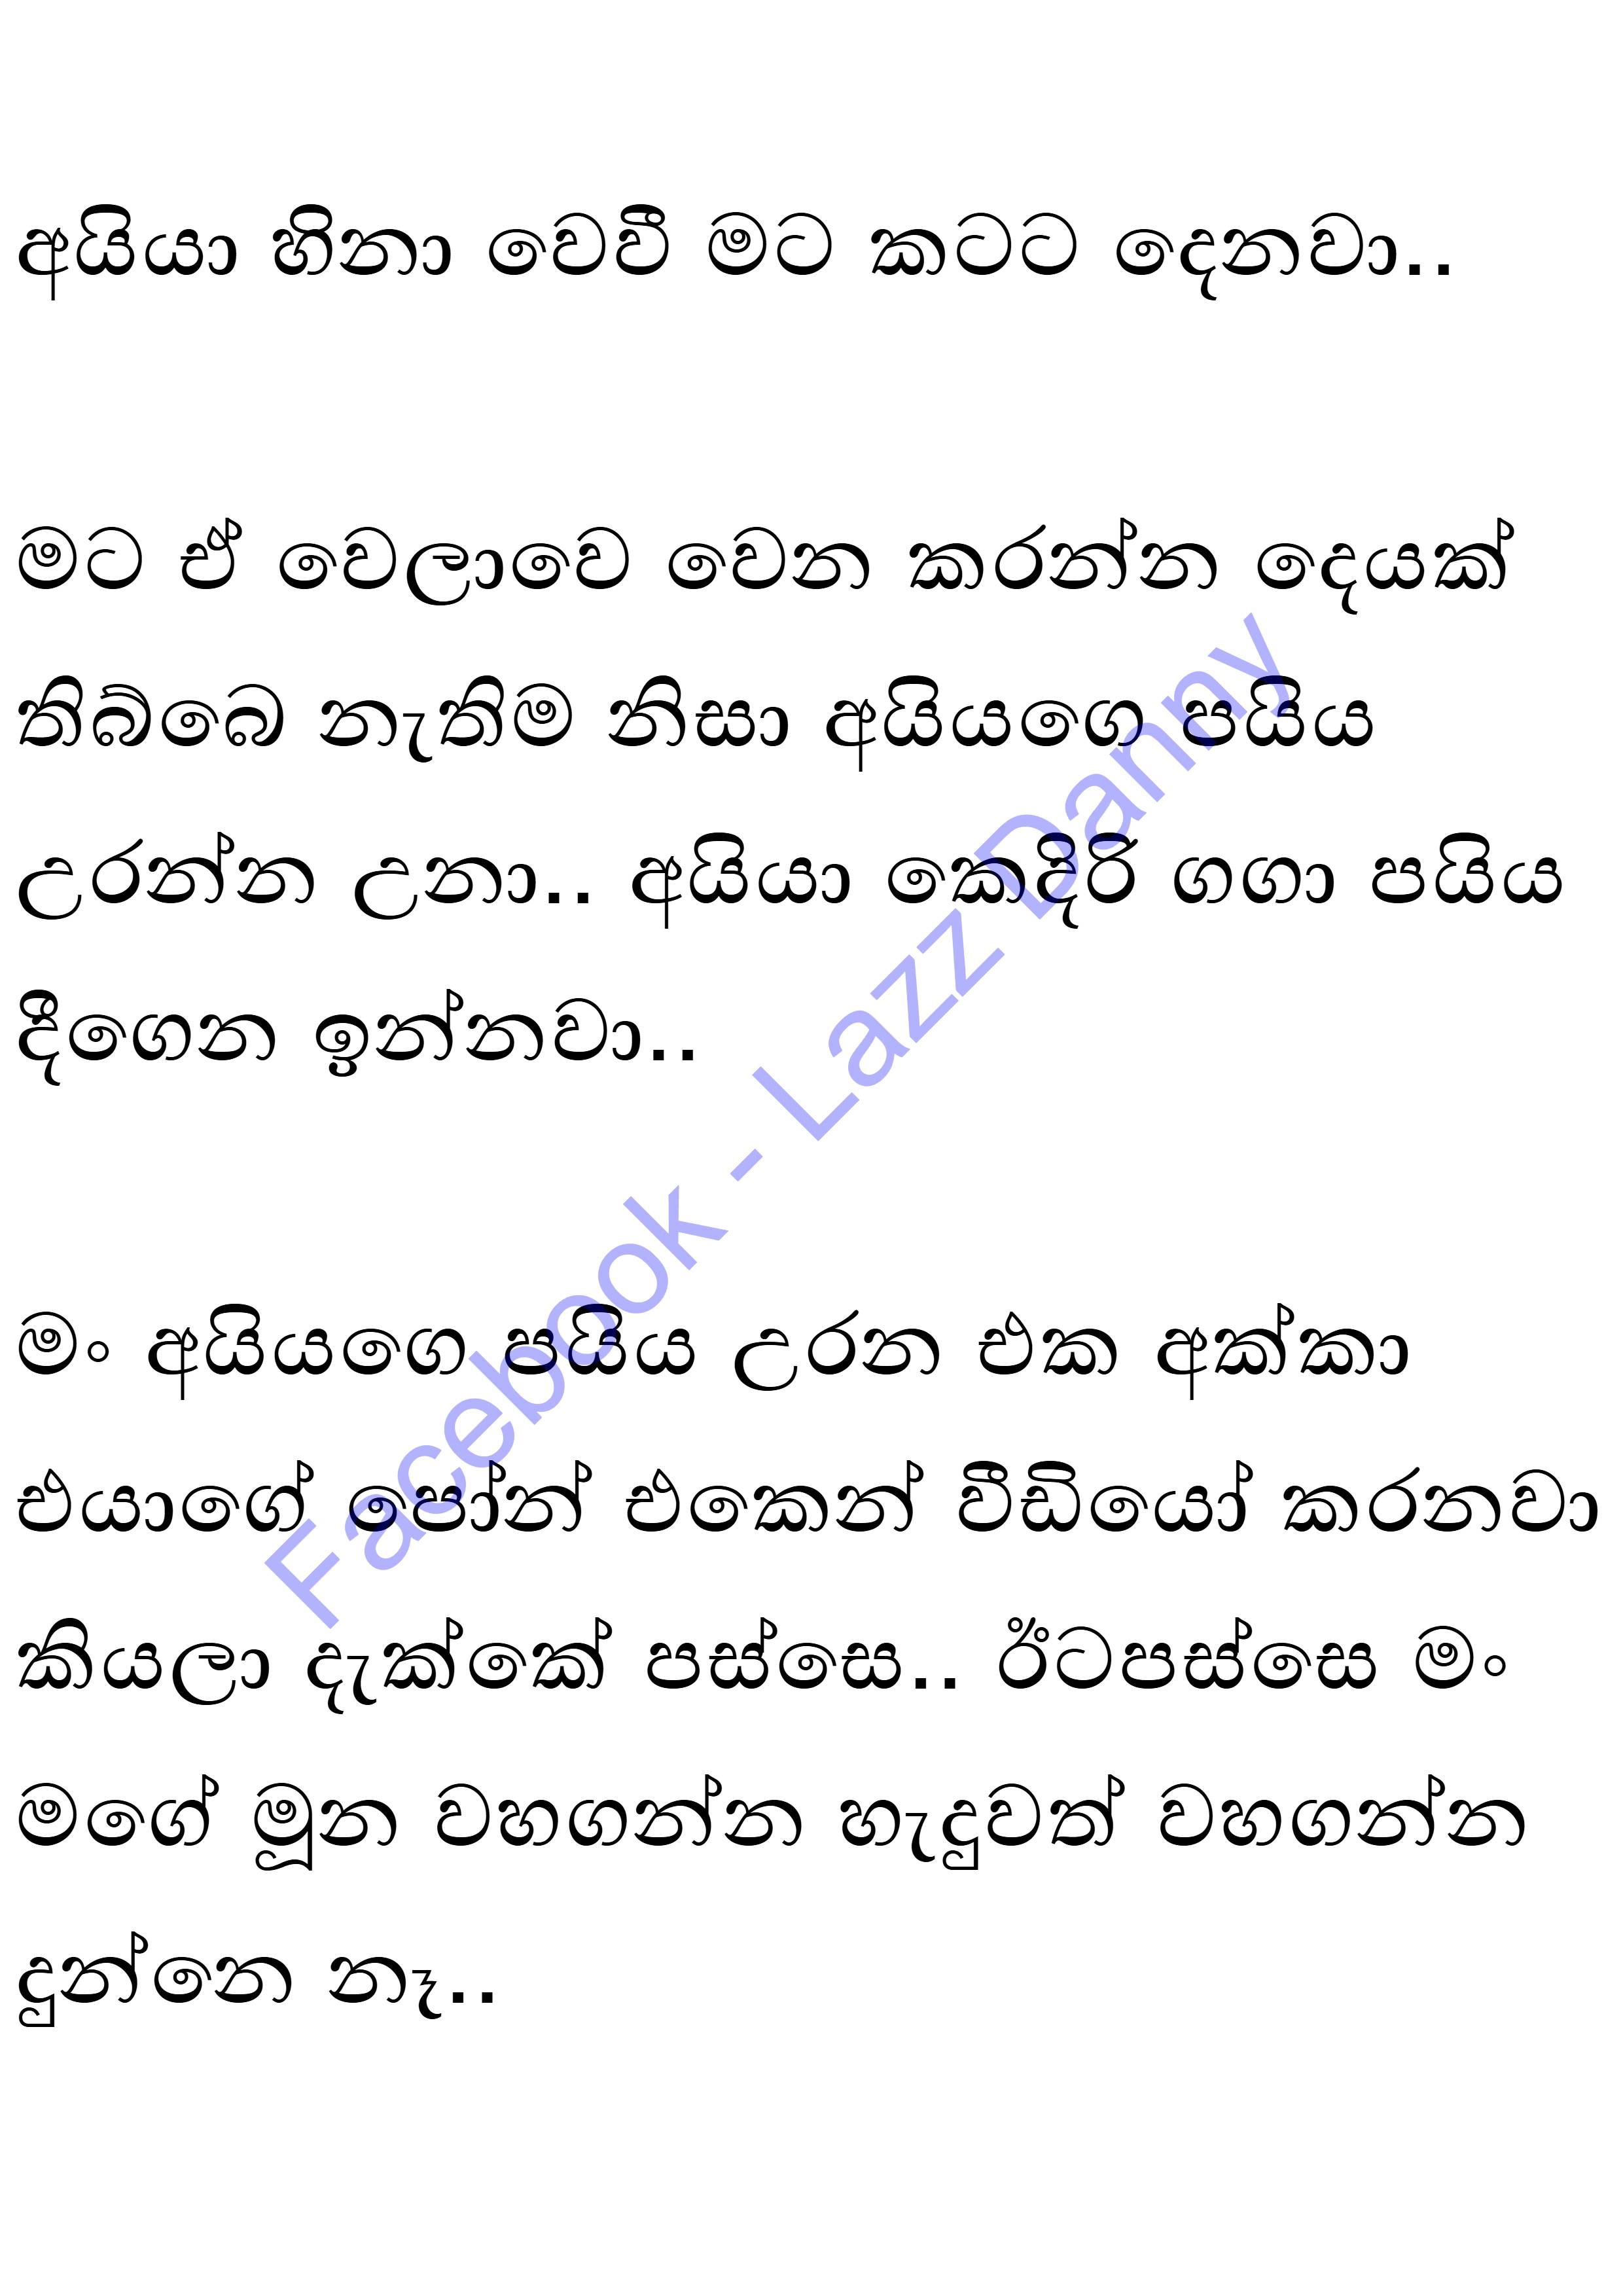 අයියා හිනා වෙවී මට කටට දෙනවා..
මට ඒ වෙලාවෙ වෙන කරන්න දෙයක්
තිබ්බෙ නැතිම නිසා අයියගෙ පයිය
උරන්න උනා.. අයියා කෙදිරි ගගා පයිය
දීගෙන ඉන්නවා..
මං අයියගෙ පයිය උරන එක අක්කා
එයාගේ පෝන් එකෙන් වීඩියෝ කරනවා
කියලා දැක්කේ පස්සෙ.. ඊටපස්සෙ මං
මගේ මූන වහගන්න හැදුවත් වහගන්න
දුන්නෙ නෑ..
Facebook - Lazz Danny